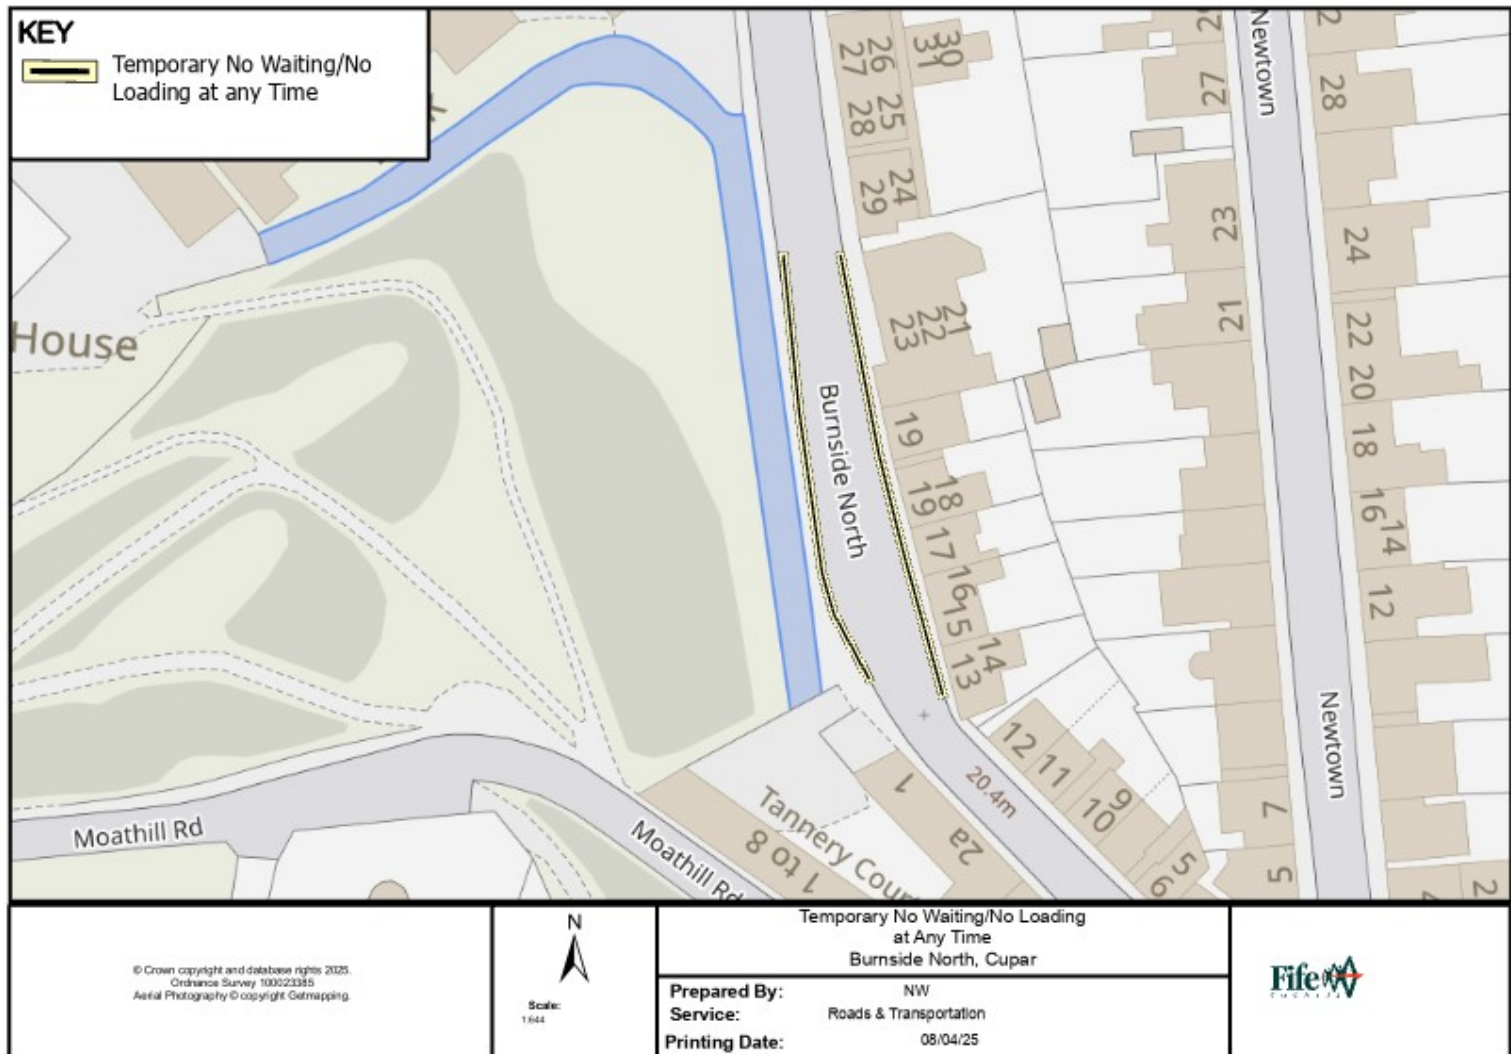 KEY
Temporary No Waiting/No
Loading at any Time
House
Burnside North
Newtown
Newtown
Moathill Rd
Moathill Rd
Tannery Cour
1 to 8
1
2a
20.4m
30
31
26
27
25
28
24
29
21
22
23
19
18
19
17
16
15
14
13
12
11
9
10
5
6
27
23
21
7
5
28
24
22
20
18
16
14
12
2
N
Scale:
1:644
© Crown copyright and database rights 2025.
Ordnance Survey 100023385
Aerial Photography © copyright Getmapping.
Temporary No Waiting/No Loading
at Any Time
Burnside North, Cupar
Prepared By: NW
Service: Roads & Transportation
Printing Date: 08/04/25
Fife